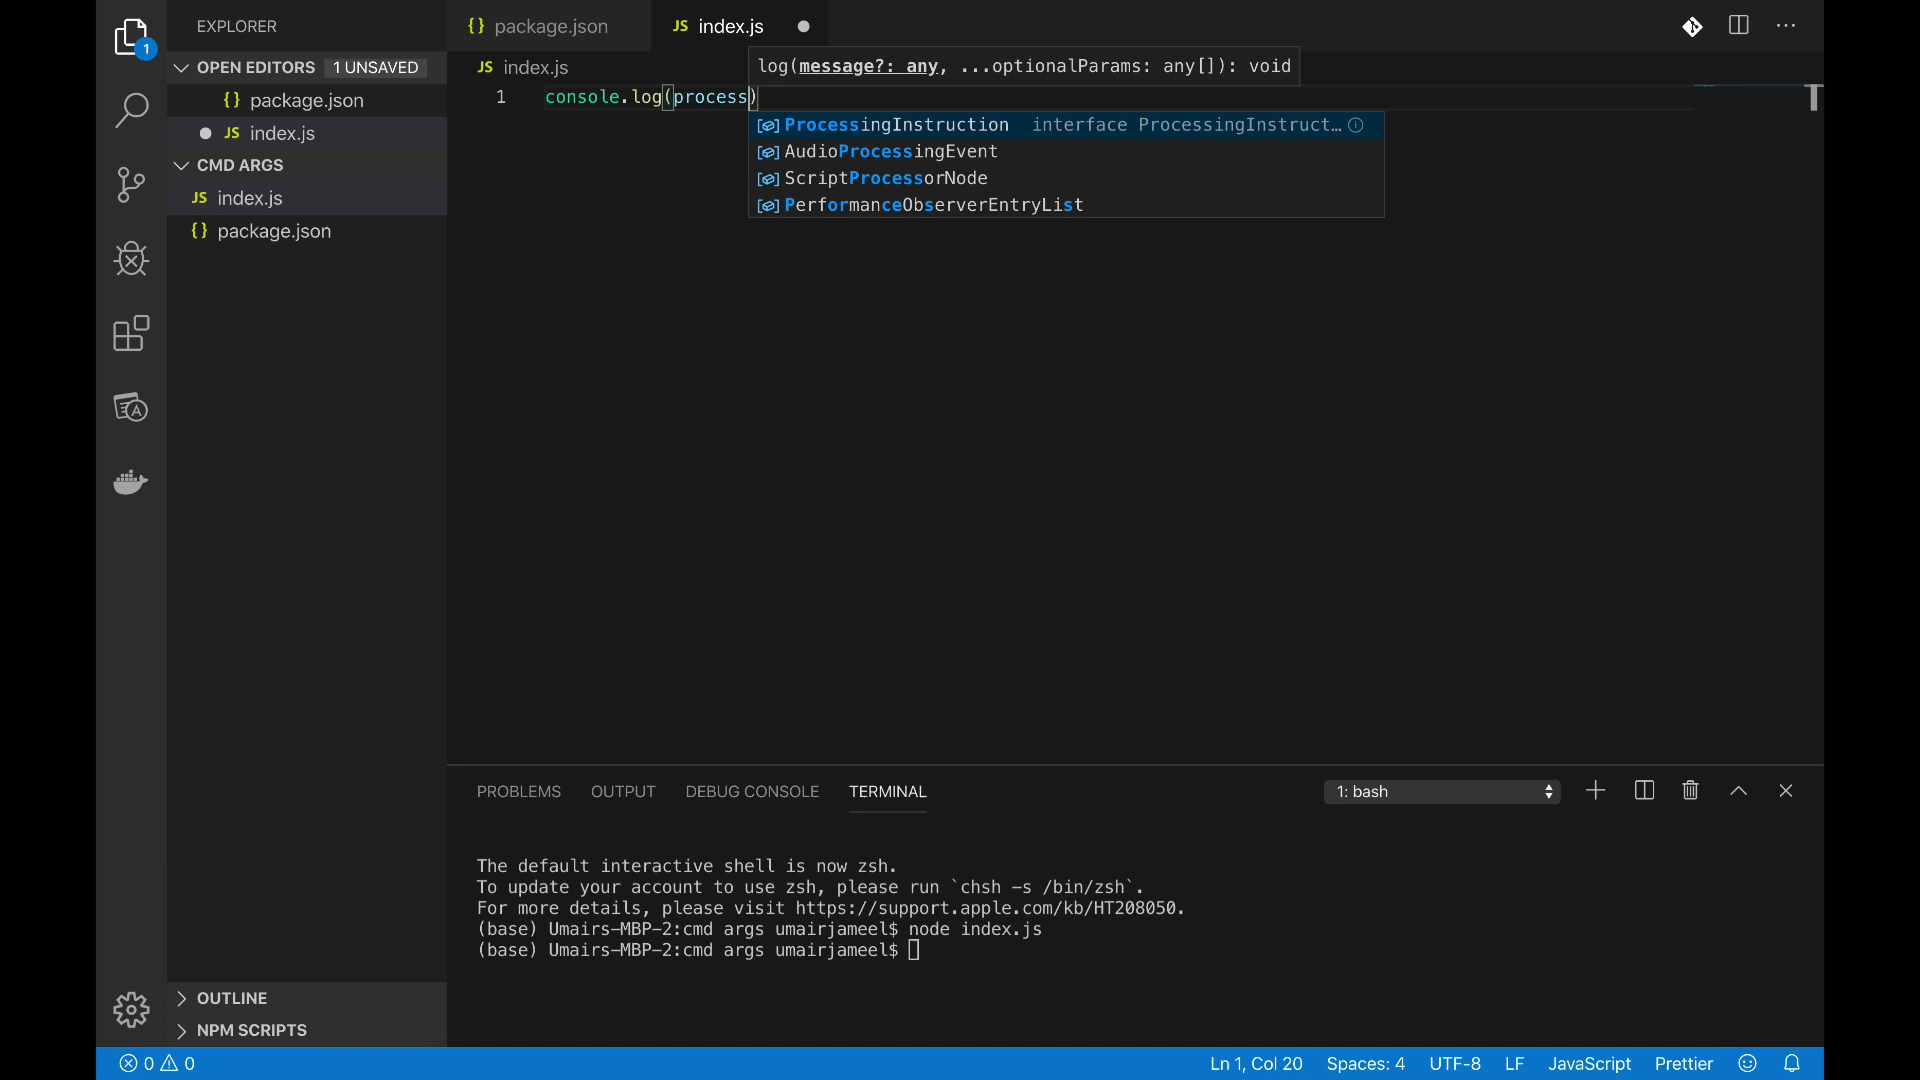 EXPLORER
{} package.json
JS index.js
1
OPEN EDITORS 1 UNSAVED
JS index.js
log(message?: any, ...optionalParams: any[]): void
{} package.json
1 console.log(process)
JS index.js
ProcessingInstruction interface ProcessingInstruct…
AudioProcessingEvent
CMD ARGS
ScriptProcessorNode
JS index.js
PerformanceObserverEntryList
{} package.json
PROBLEMS OUTPUT DEBUG CONSOLE TERMINAL 1: bash
The default interactive shell is now zsh.
To update your account to use zsh, please run `chsh -s /bin/zsh`.
For more details, please visit https://support.apple.com/kb/HT208050.
(base) Umairs-MBP-2:cmd args umairjameel$ node index.js
(base) Umairs-MBP-2:cmd args umairjameel$
OUTLINE
NPM SCRIPTS
0 0 Ln 1, Col 20 Spaces: 4 UTF-8 LF JavaScript Prettier